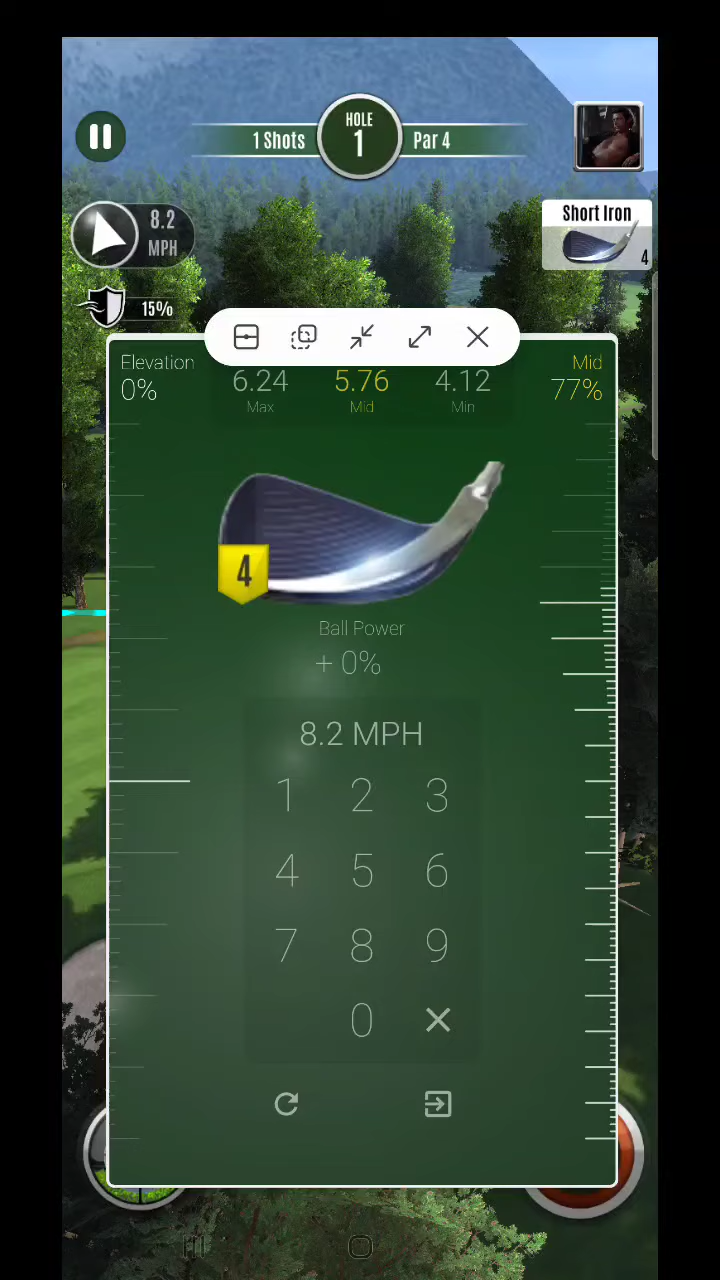 HOLE
1 Shots 1 Par 4
8.2
MPH
Short Iron
4
15%
Elevation
0%
6.24 5.76 4.12
Max Mid Min
Mid
77%
4
Ball Power
+ 0%
8.2 MPH
1 2 3
4 5 6
7 8 9
0